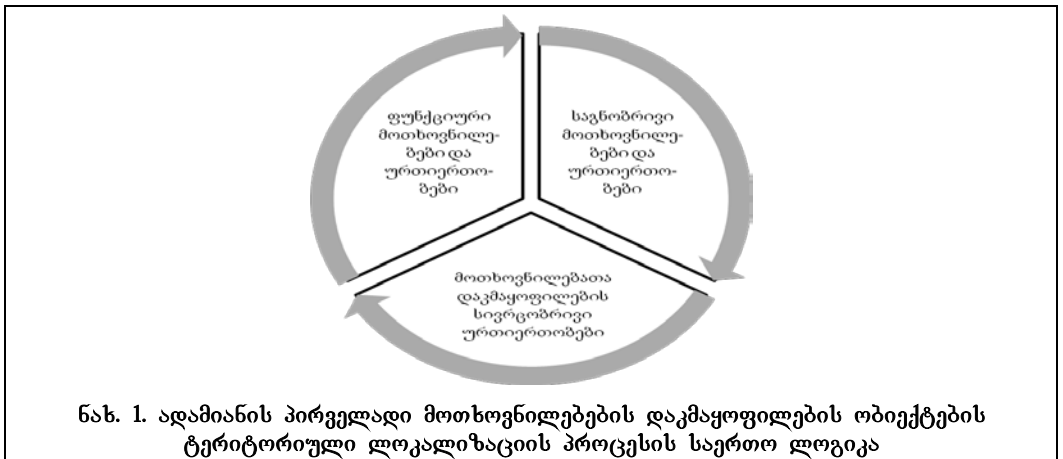 ფუნქციური
მოთხოვნილე-
ბები და
ურთიერთო-
ბები
საგნობრივი
მოთხოვნილე-
ბები და
ურთიერთო-
ბები
მოთხოვნილებათა
დაკმაყოფილების
სივრცობრივი
ურთიერთობები
ნახ. 1. ადამიანის პირველადი მოთხოვნილებების დაკმაყოფილების ობიექტების
ტერიტორიული ლოკალიზაციის პროცესის საერთო ლოგიკა